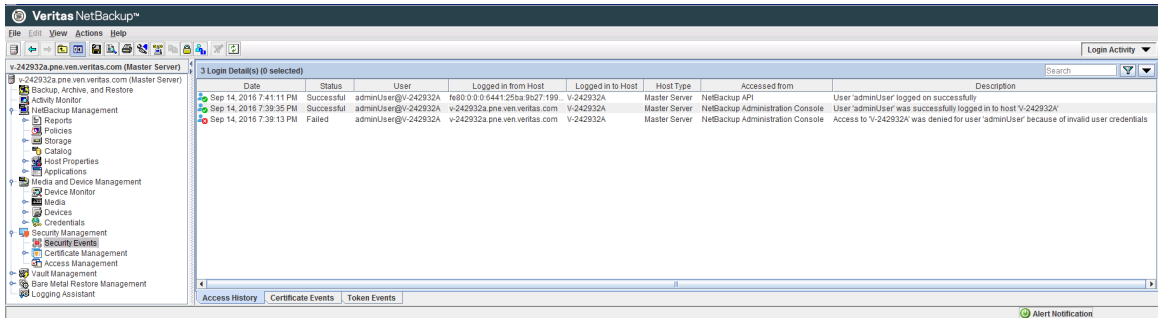 Veritas NetBackup™
File Edit View Actions Help
Login Activity
v-242932a.pne.ven.veritas.com (Master Server)
v-242932a.pne.ven.veritas.com (Master Server)
Backup, Archive, and Restore
Activity Monitor
NetBackup Management
Reports
Policies
Storage
Catalog
Host Properties
Applications
Media and Device Management
Device Monitor
Media
Devices
Credentials
Security Management
Security Events
Certificate Management
Access Management
Vault Management
Bare Metal Restore Management
Logging Assistant
3 Login Detail(s) (0 selected)
Search
Date Status User Logged in from Host Logged in to Host Host Type Accessed from Description
Sep 14, 2016 7:41:11 PM Successful adminUser@V-242932A fe80:0:0:0:6441:25ba:9b27:199... V-242932A Master Server NetBackup API User 'adminUser' logged on successfully
Sep 14, 2016 7:39:35 PM Successful adminUser@V-242932A v-242932a.pne.ven.veritas.com V-242932A Master Server NetBackup Administration Console User 'adminUser' was successfully logged in to host 'V-242932A'
Sep 14, 2016 7:39:13 PM Failed adminUser@V-242932A v-242932a.pne.ven.veritas.com V-242932A Master Server NetBackup Administration Console Access to 'V-242932A' was denied for user 'adminUser' because of invalid user credentials
Access History Certificate Events Token Events
Alert Notification